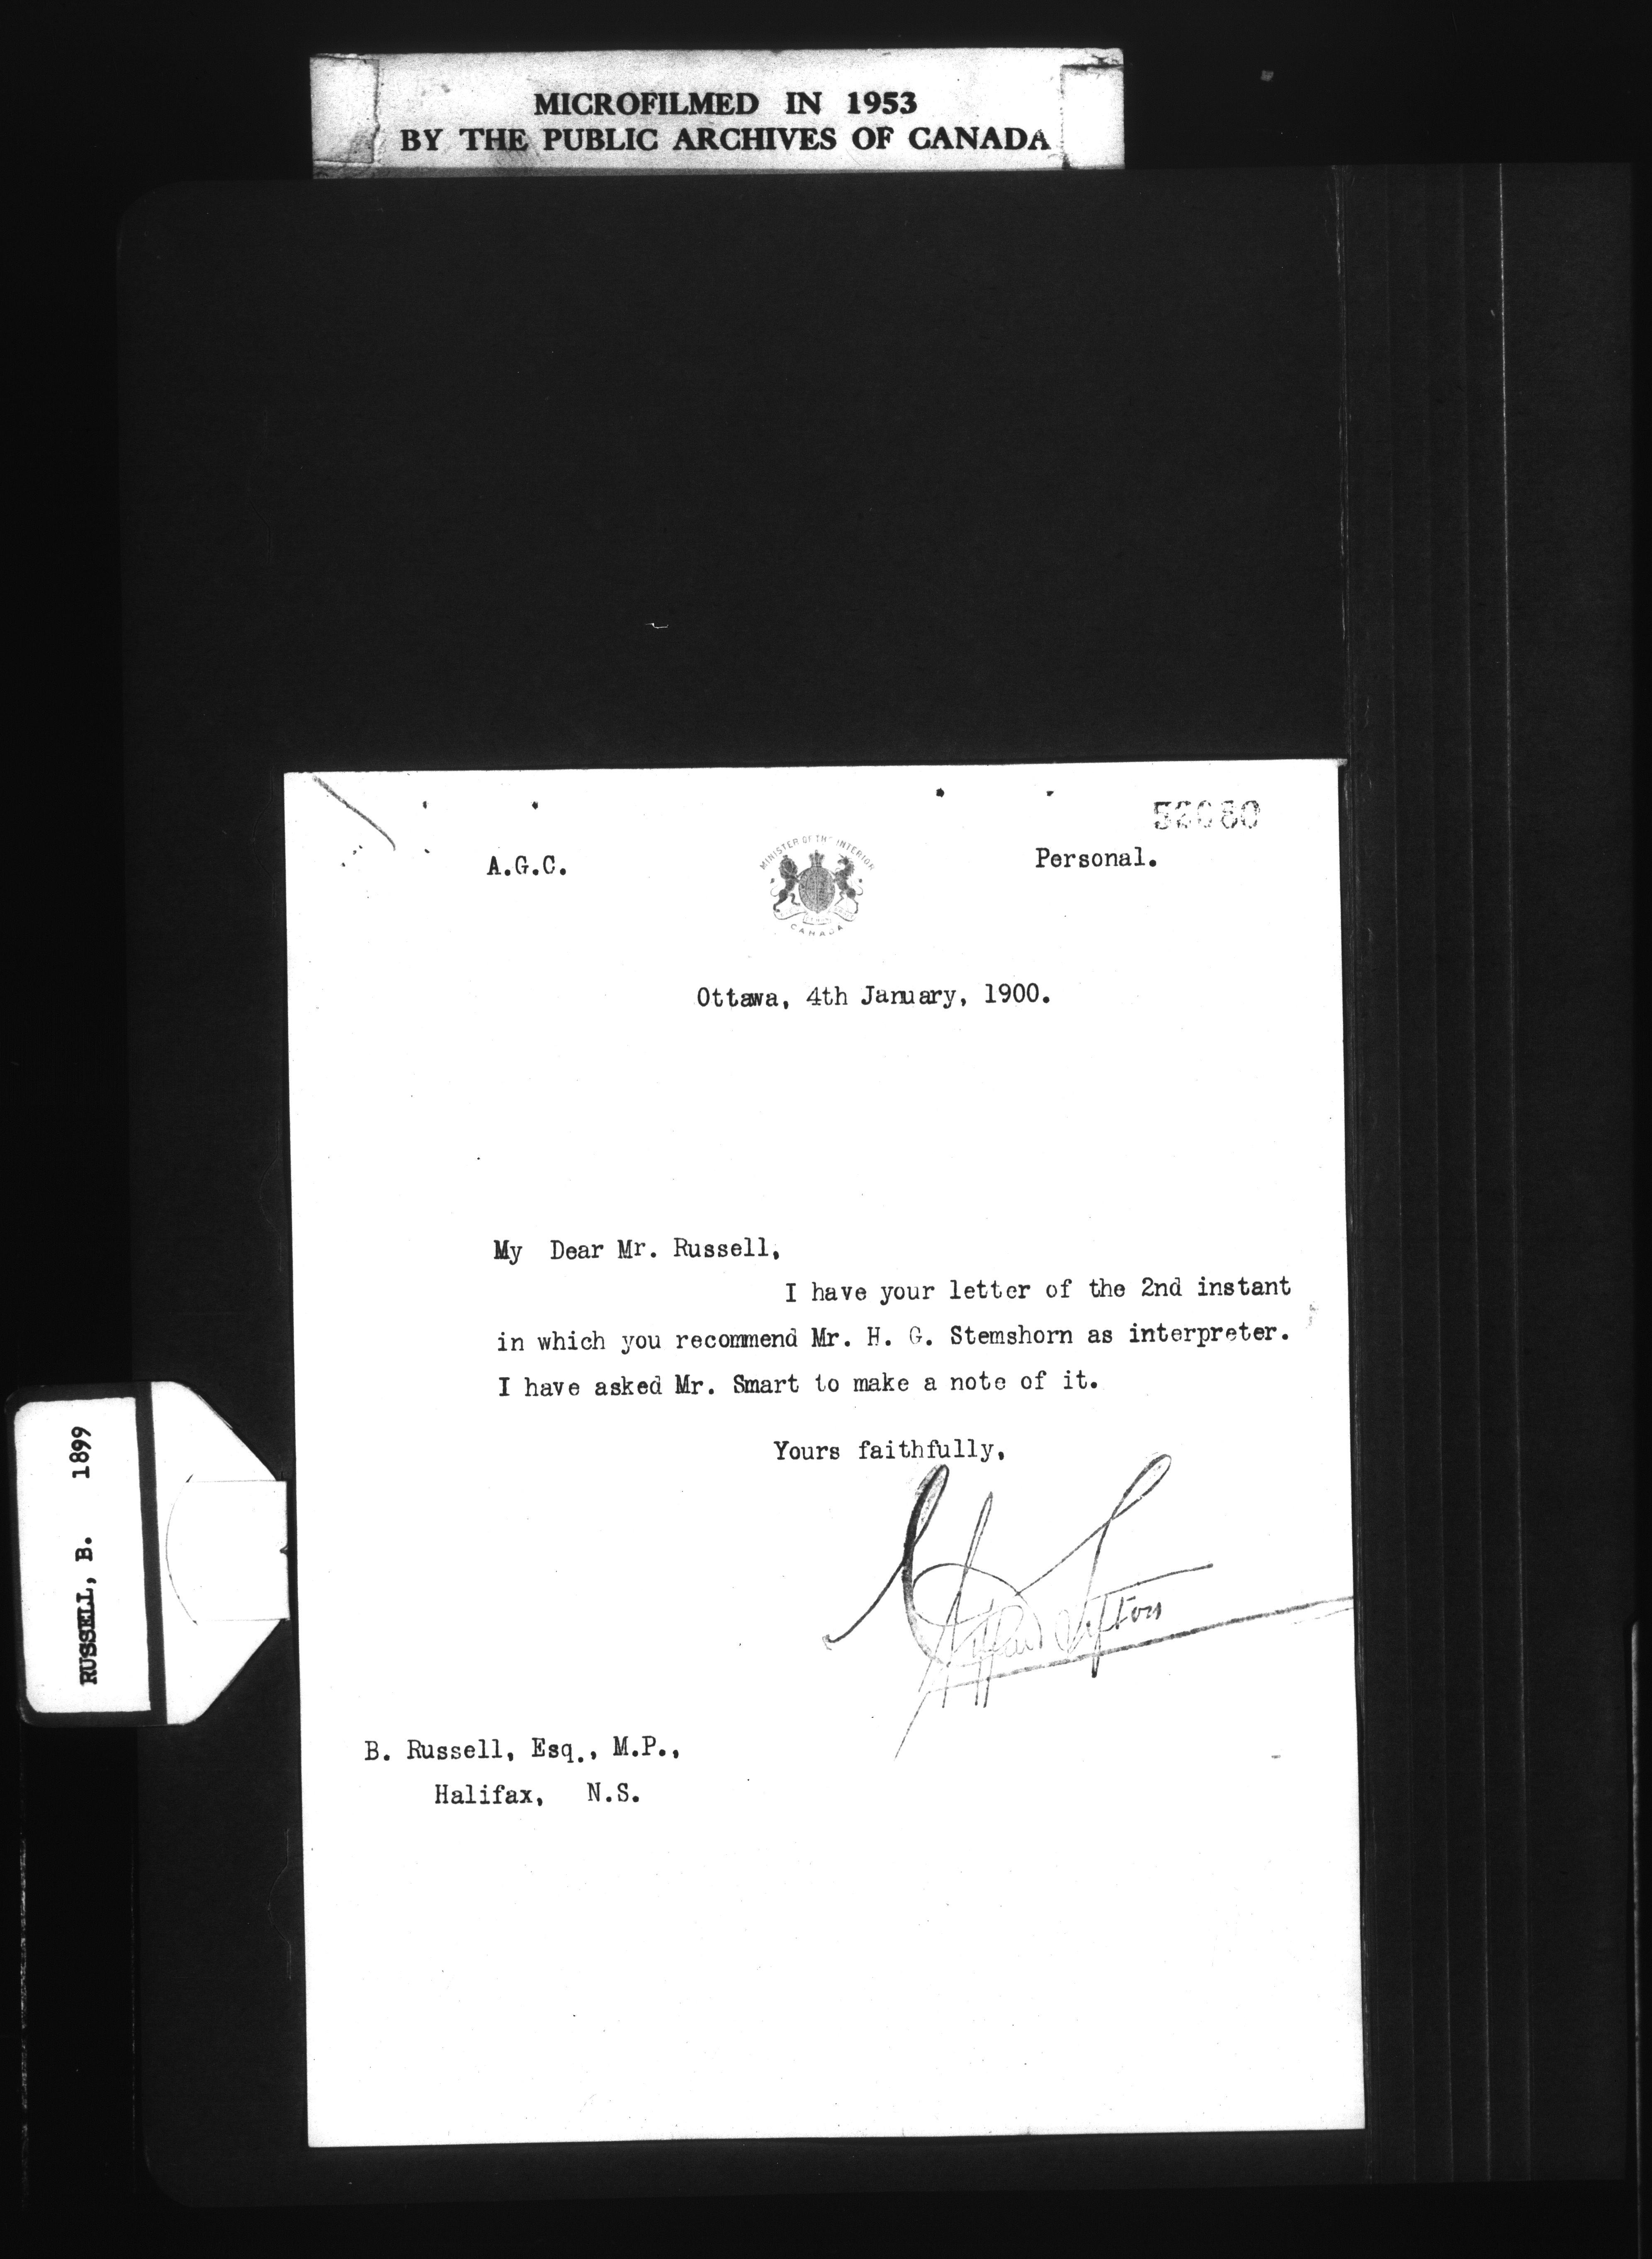 MICROFILMED IN 1953
BY THE PUBLIC ARCHIVES OF CANADA
A.G.C.
MINISTER OF THE INTERIOR
CANADA
Personal.
Ottawa, 4th January, 1900.
My Dear Mr. Russell,
I have your letter of the 2nd instant
in which you recommend Mr. H. G. Stemshorn as interpreter.
I have asked Mr. Smart to make a note of it.
Yours faithfully,
Clifford Sifton
B. Russell, Esq., M.P.,
Halifax, N.S.
RUSSELL, B. 1899